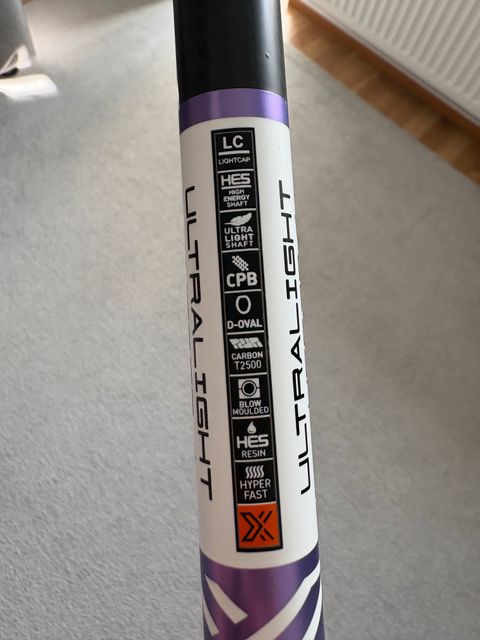 LC
LIGHTCAP
HES
HIGH
ENERGY
SHAFT
ULTRA
LIGHT
SHAFT
CPB
D-OVAL
CARBON
T2500
BLOW
MOULDED
HES
RESIN
HYPER
FAST
X
ULTRALIGHT
ULTRALIGHT